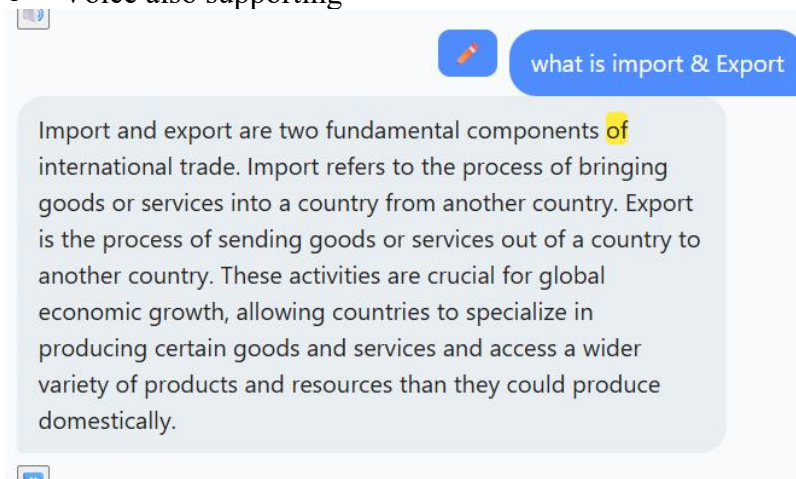 Voice also supporting
what is import & Export
Import and export are two fundamental components of
international trade. Import refers to the process of bringing
goods or services into a country from another country. Export
is the process of sending goods or services out of a country to
another country. These activities are crucial for global
economic growth, allowing countries to specialize in
producing certain goods and services and access a wider
variety of products and resources than they could produce
domestically.